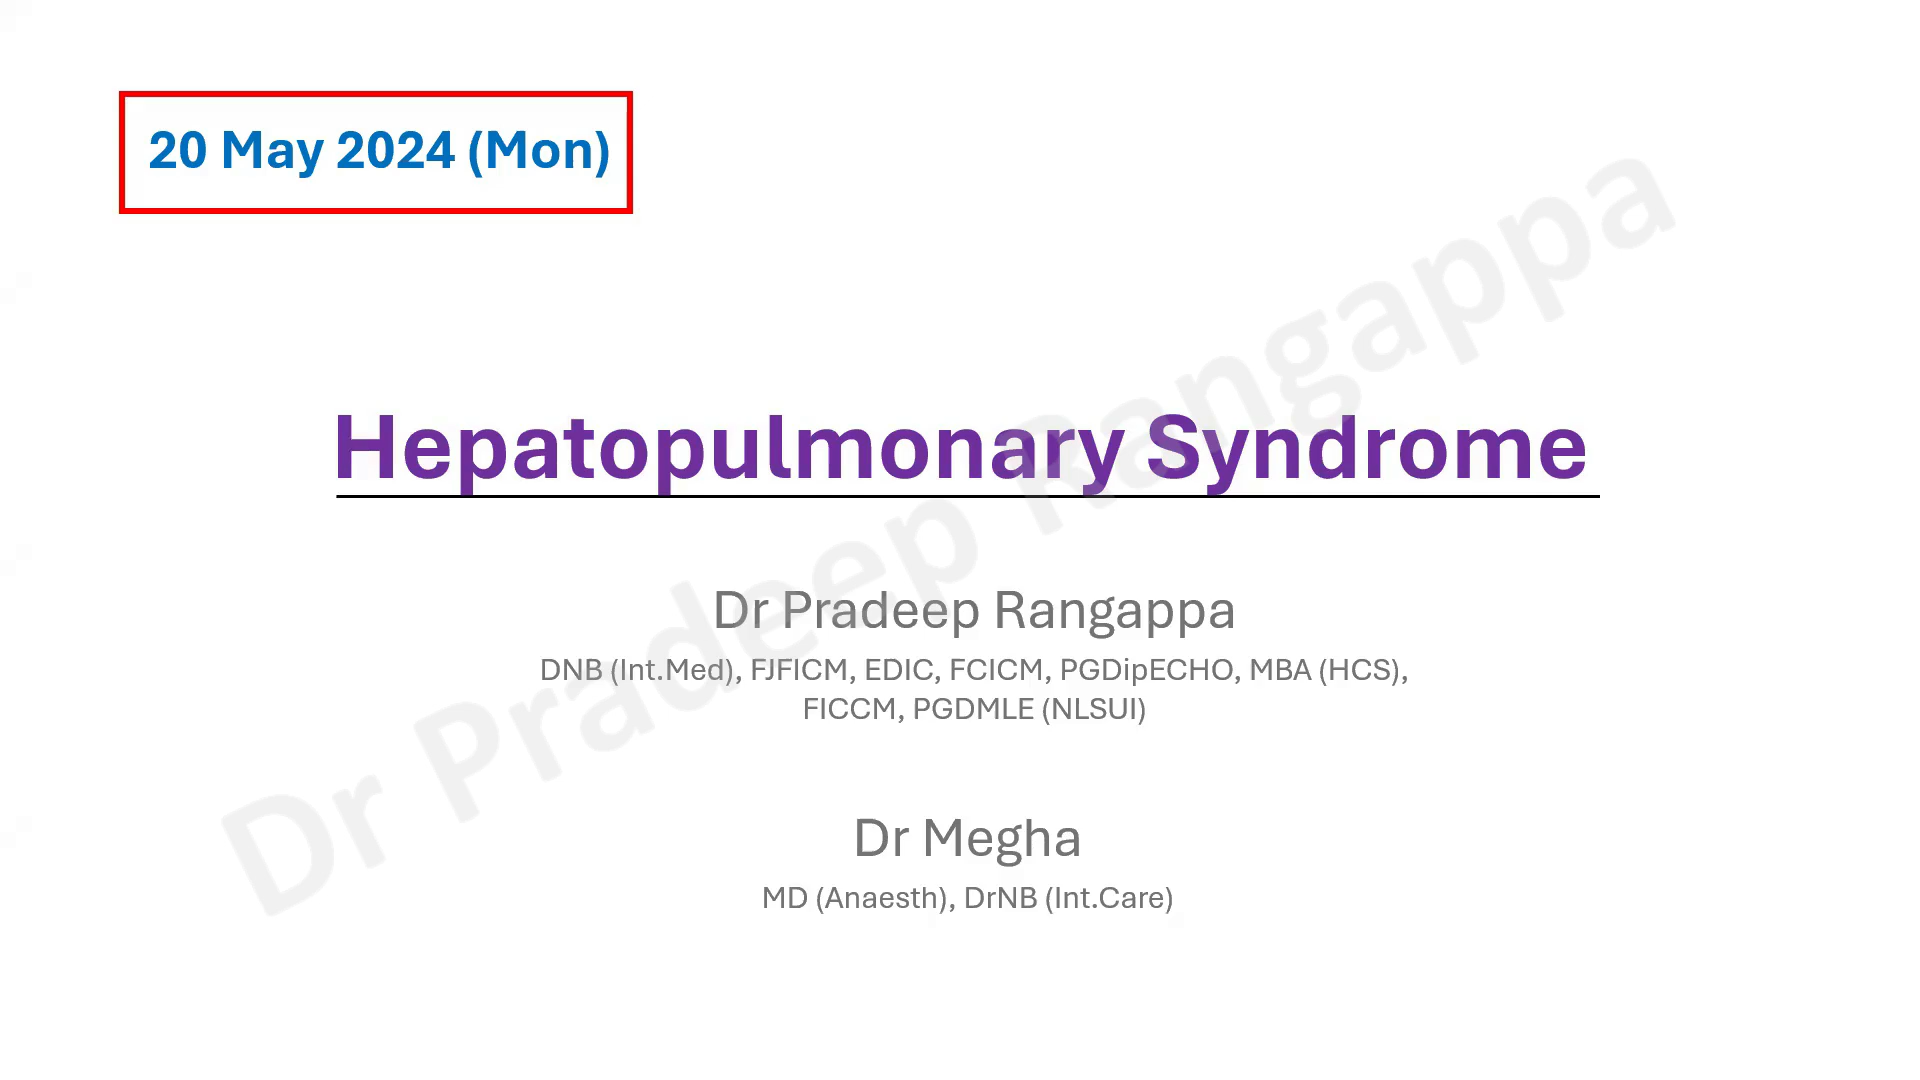 20 May 2024 (Mon)
Hepatopulmonary Syndrome
Dr Pradeep Rangappa
DNB (Int.Med), FJFICM, EDIC, FCICM, PGDipECHO, MBA (HCS),
FICCM, PGDMLE (NLSUI)
Dr Megha
MD (Anaesth), DrNB (Int.Care)
Dr Pradeep Rangappa